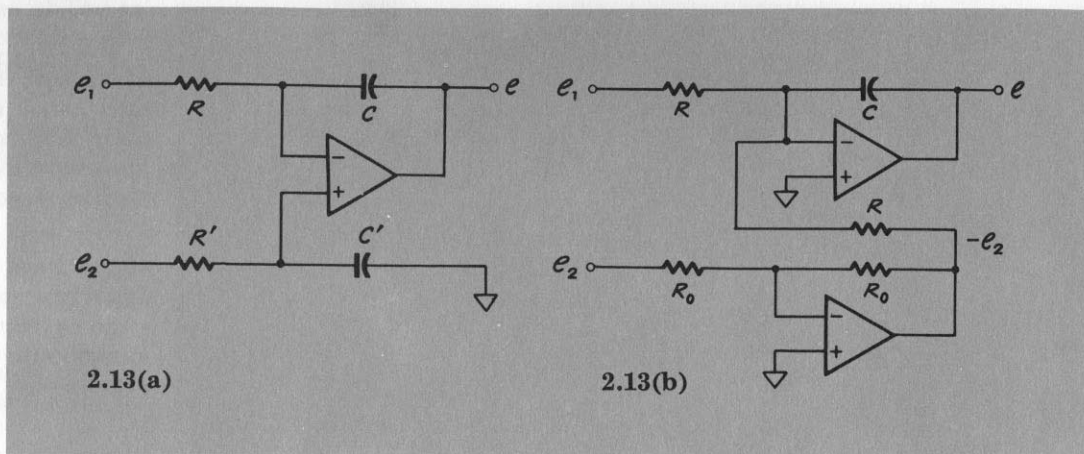 e₁
R
C
e
−
+
R'
C'
e₂
2.13(a)
e₁
R
C
e
−
+
R
−e₂
e₂
R₀
R₀
−
+
2.13(b)